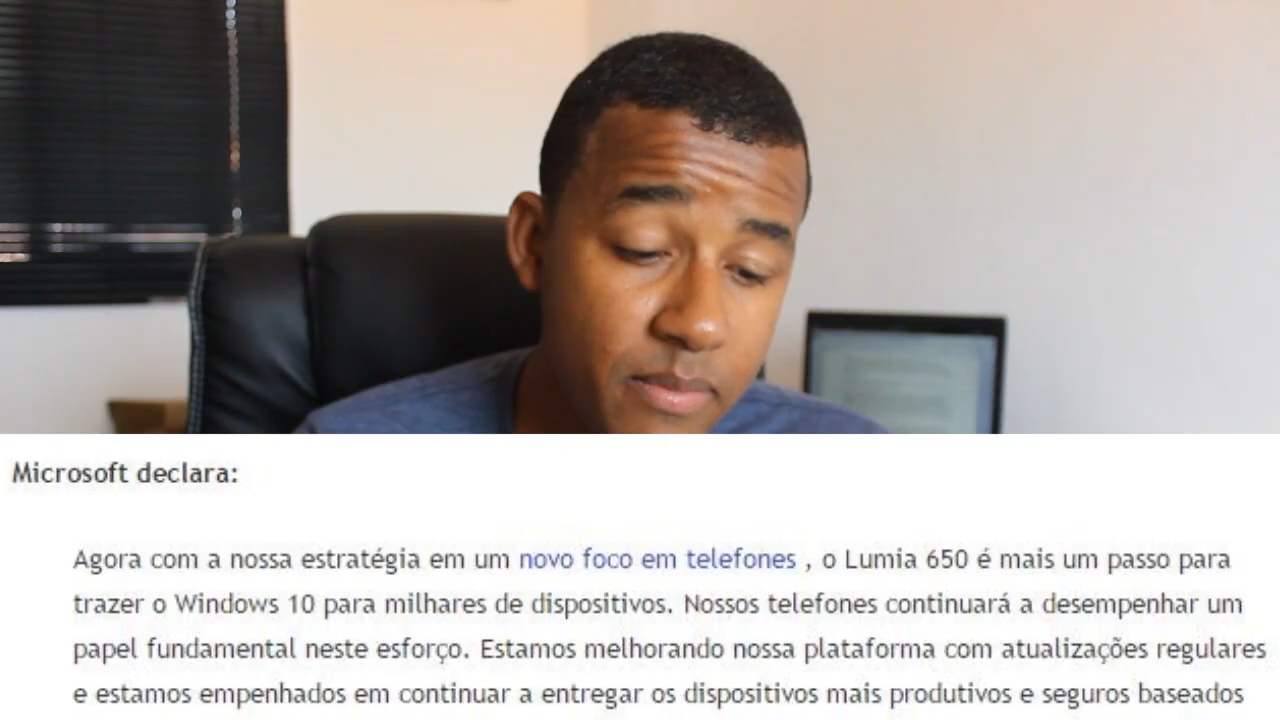 Microsoft declara:
Agora com a nossa estratégia em um novo foco em telefones , o Lumia 650 é mais um passo para
trazer o Windows 10 para milhares de dispositivos. Nossos telefones continuará a desempenhar um
papel fundamental neste esforço. Estamos melhorando nossa plataforma com atualizações regulares
e estamos empenhados em continuar a entregar os dispositivos mais produtivos e seguros baseados